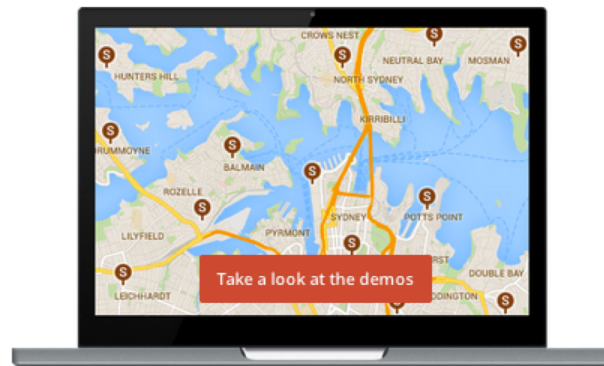 CROWS NEST
S
S
S
S
NEUTRAL BAY
MOSMAN
HUNTERS HILL
NORTH SYDNEY
KIRRIBILLI
S
RUMMOYNE
S
BALMAIN
S
ROZELLE
S
SYDNEY
POTTS POINT
LILYFIELD
PYRMONT
S
RST
S
DOUBLE BAY
Take a look at the demos
LEICHHARDT
S
DDINGTON
S